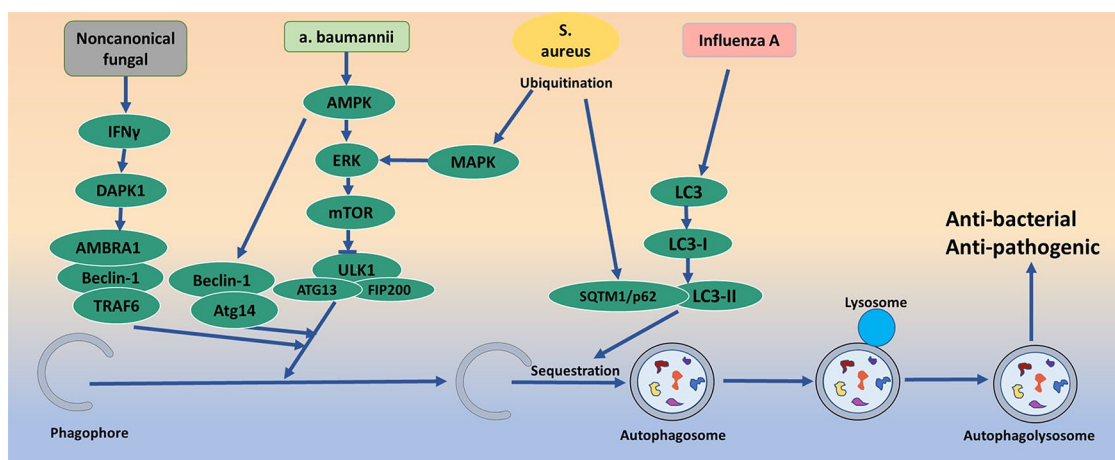 Noncanonical
fungal
a. baumannii
S.
aureus
Influenza A
Ubiquitination
AMPK
IFNγ
ERK
MAPK
DAPK1
LC3
mTOR
Anti-bacterial
Anti-pathogenic
AMBRA1
LC3-I
Beclin-1
Beclin-1
ULK1
ATG13
FIP200
SQTM1/p62
LC3-II
TRAF6
Atg14
Lysosome
Sequestration
Phagophore
Autophagosome
Autophagolysosome